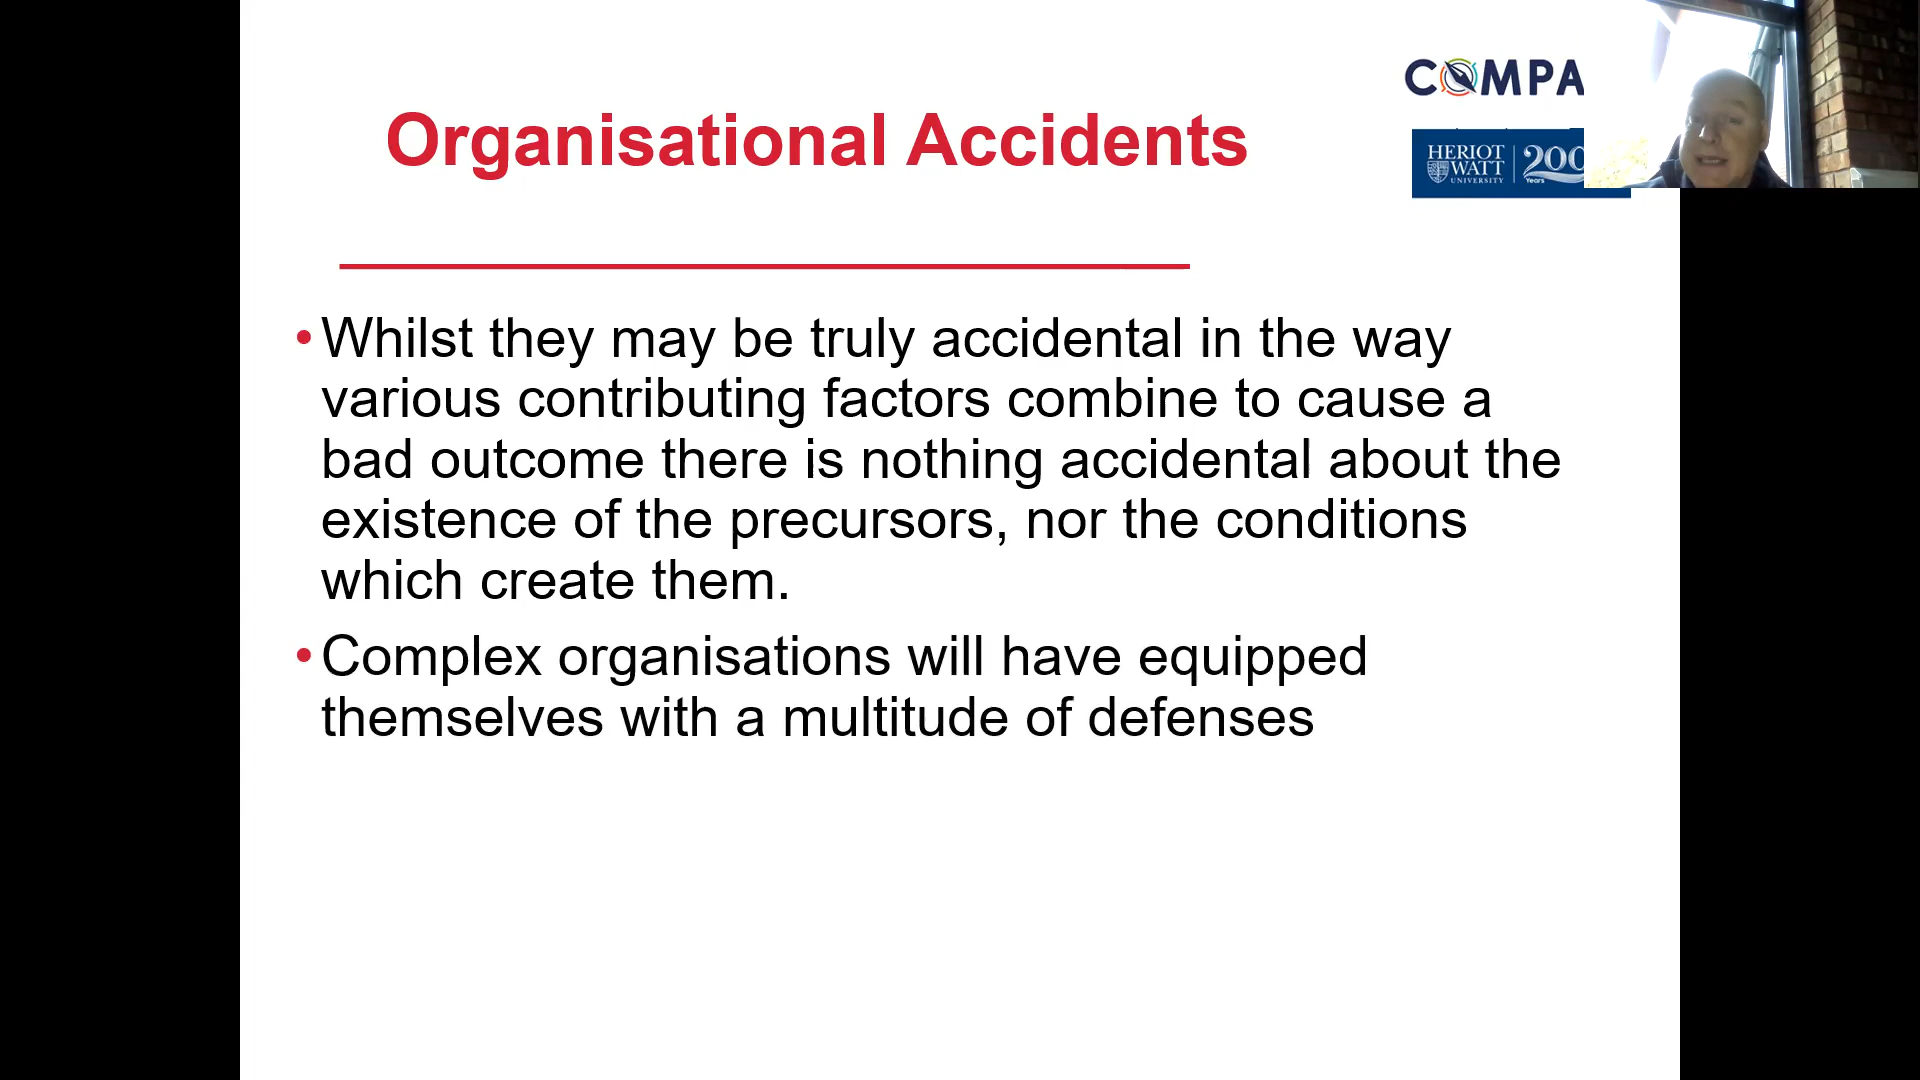 Organisational Accidents
COMPA
HERIOT
WATT
UNIVERSITY
200
Years
•Whilst they may be truly accidental in the way
various contributing factors combine to cause a
bad outcome there is nothing accidental about the
existence of the precursors, nor the conditions
which create them.
•Complex organisations will have equipped
themselves with a multitude of defenses